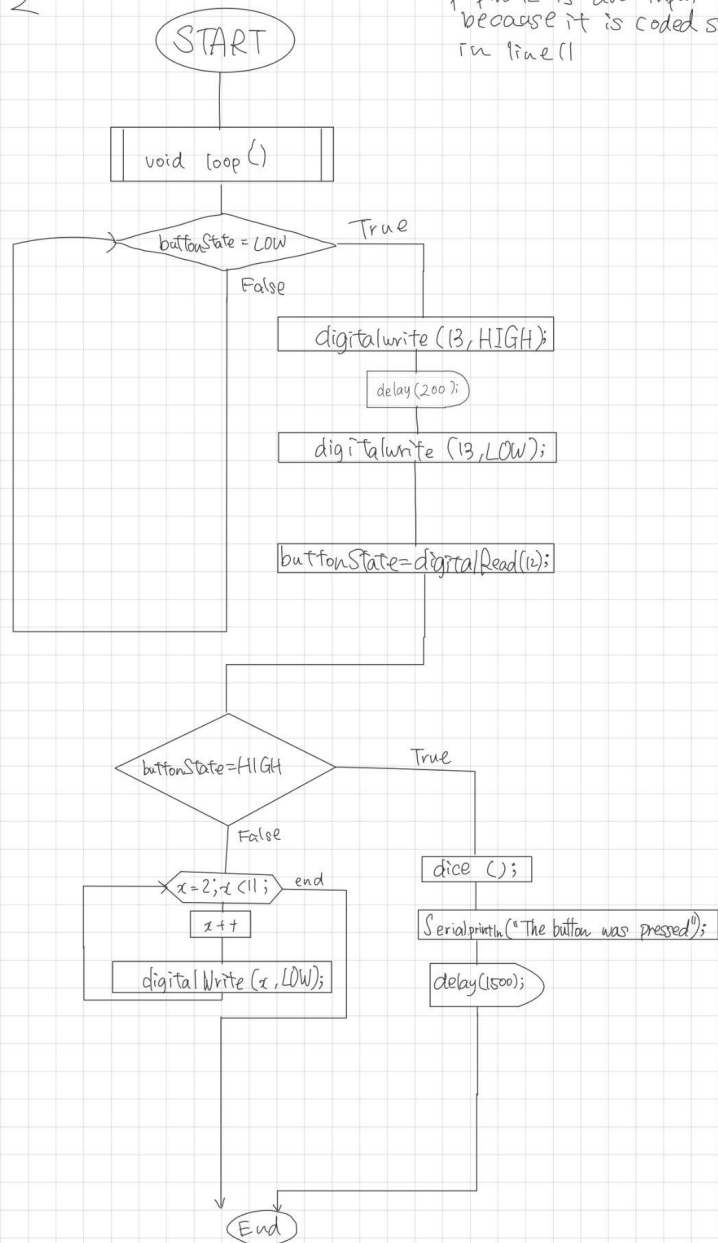 2
because it is coded s
in line 11
START
void loop()
buttonState = LOW
True
False
digitalwrite (13, HIGH);
delay(200);
digitalwrite (13, LOW);
buttonState=digitalRead(12);
buttonState=HIGH
True
False
x=2; x<11;
end
x++
digitalWrite(x, LOW);
dice ();
Serial.println("The button was pressed");
delay(1500);
End